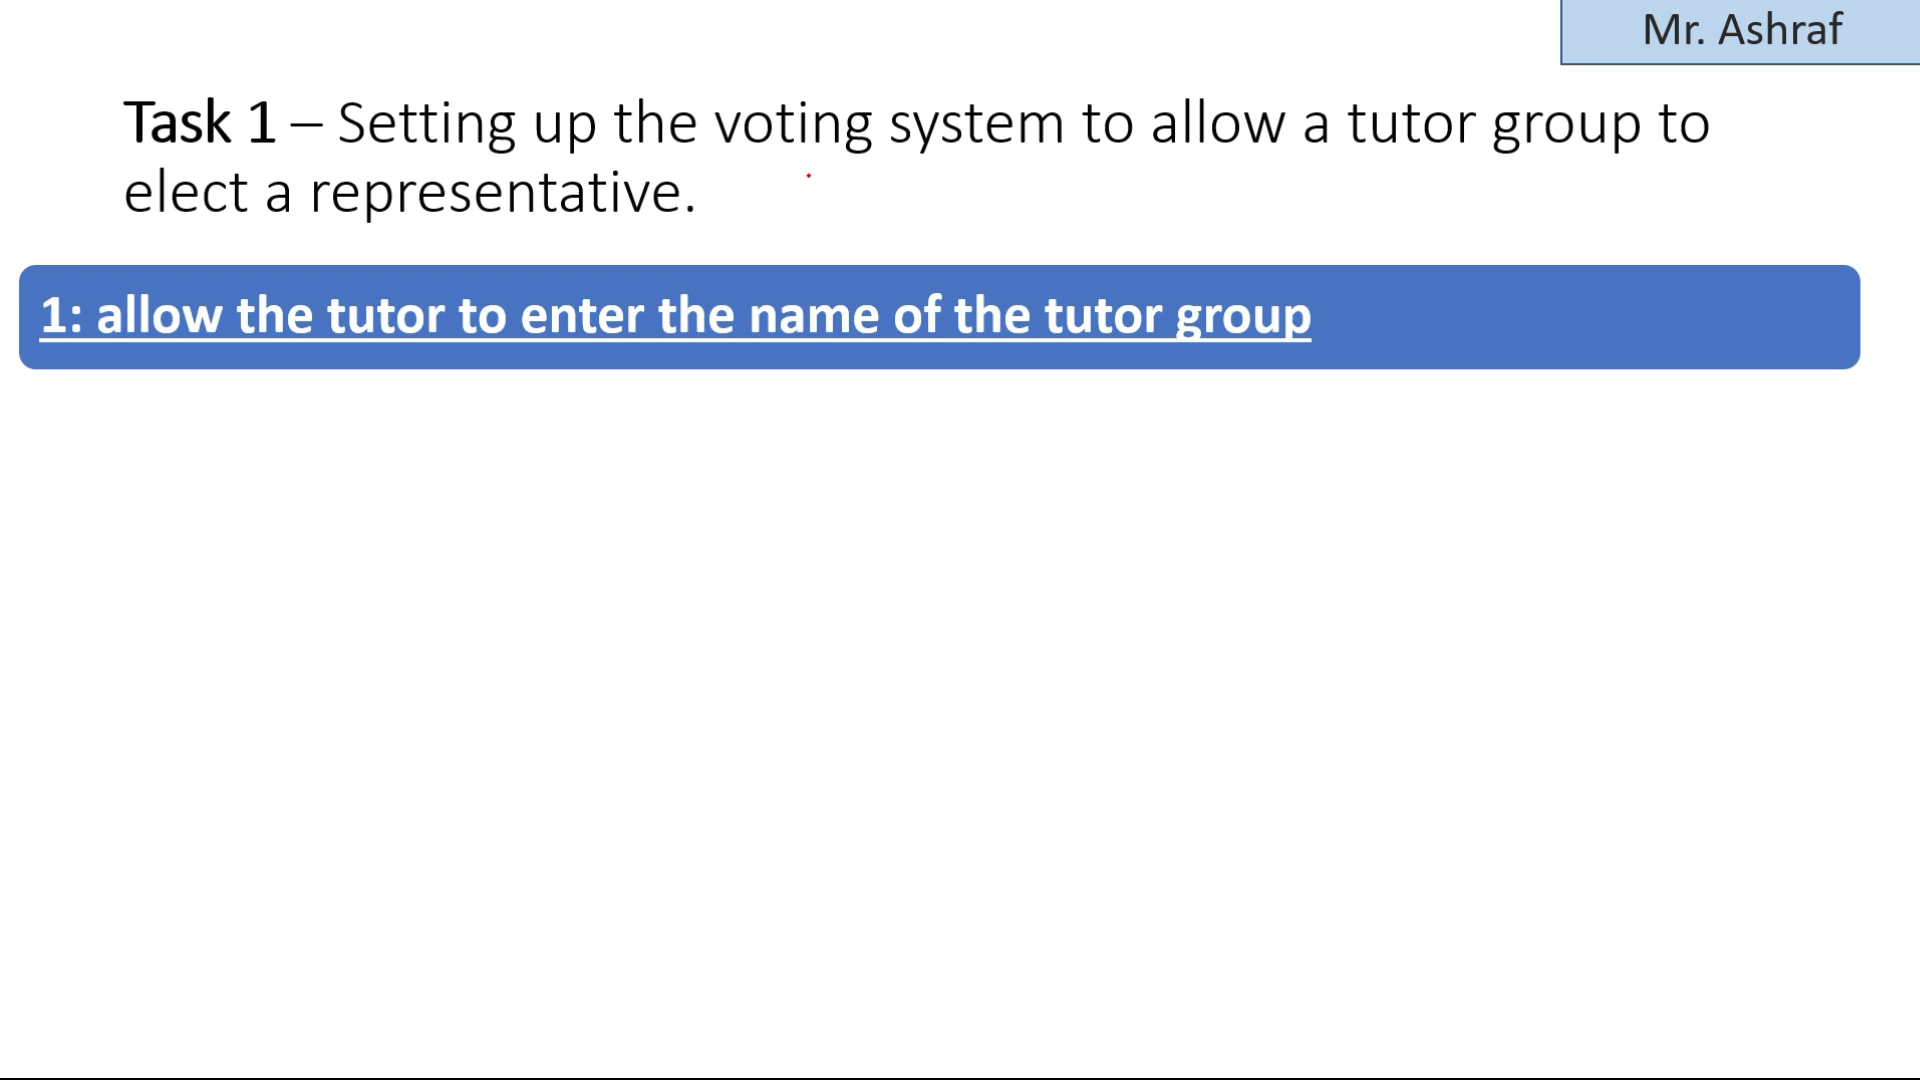 Mr. Ashraf
Task 1 – Setting up the voting system to allow a tutor group to
elect a representative.
1: allow the tutor to enter the name of the tutor group